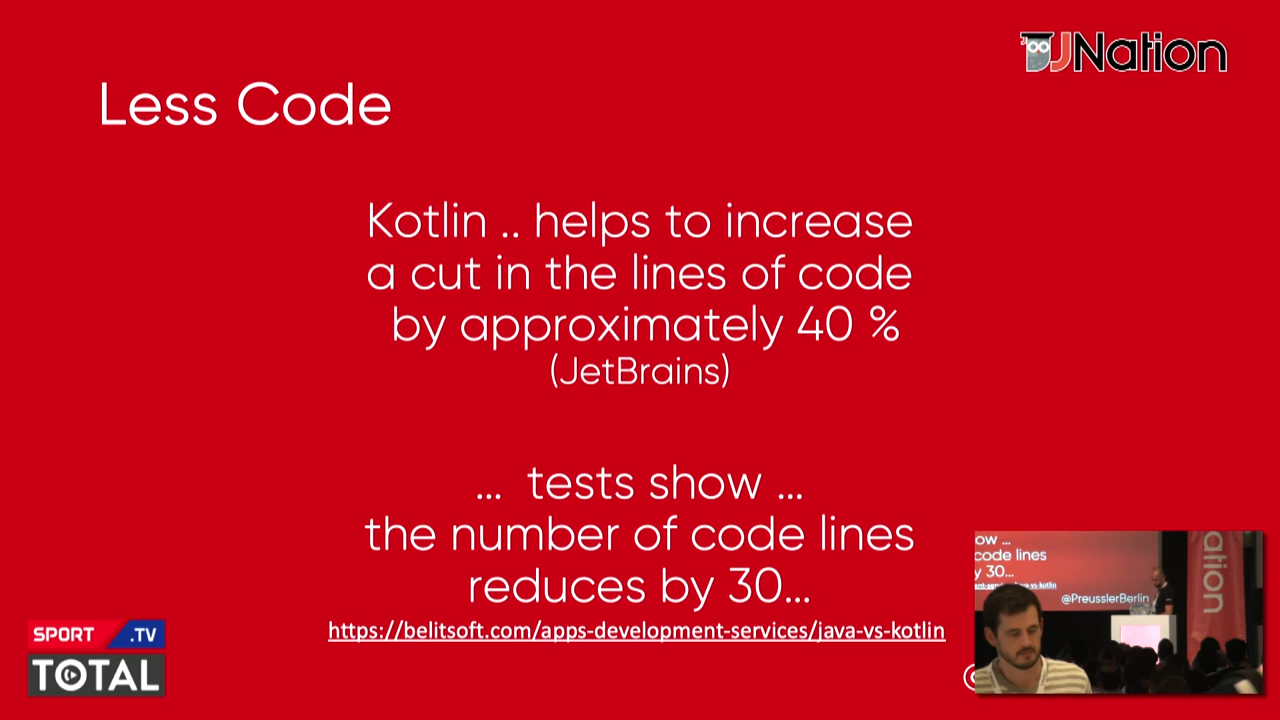 JNation
Less Code
Kotlin .. helps to increase
a cut in the lines of code
by approximately 40 %
(JetBrains)
... tests show ...
the number of code lines
reduces by 30...
https://belitsoft.com/apps-development-services/java-vs-kotlin
SPORT .TV
TOTAL
ow ...
code lines
y 30...
@PreusslerBerlin
ation